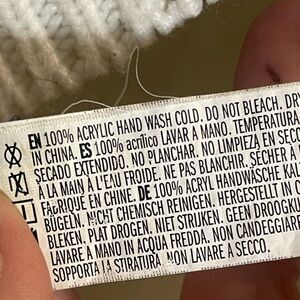 EN 100% ACRYLIC HAND WASH COLD. DO NOT BLEACH, DR
IN CHINA. ES 100% acrílico LAVAR A MANO. TEMPERATURA
SECADO EXTENDIDO. NO PLANCHAR. NO LIMPIEZA EN SEC
À LA MAIN À L'EAU FROIDE. NE PAS BLANCHIR. SÉCHER À
FABRIQUÉ EN CHINE. DE 100% ACRYL HANDWÄSCHE KAL
BÜGELN. NICHT CHEMISCH REINIGEN. HERGESTELLT IN C
BLEKEN. PLAT DROGEN. NIET STRIJKEN. GEEN DROOGKU
LAVARE A MANO IN ACQUA FREDDA. NON CANDEGGIARE
SOPPORTA LA STIRATURA. NON LAVARE A SECCO.